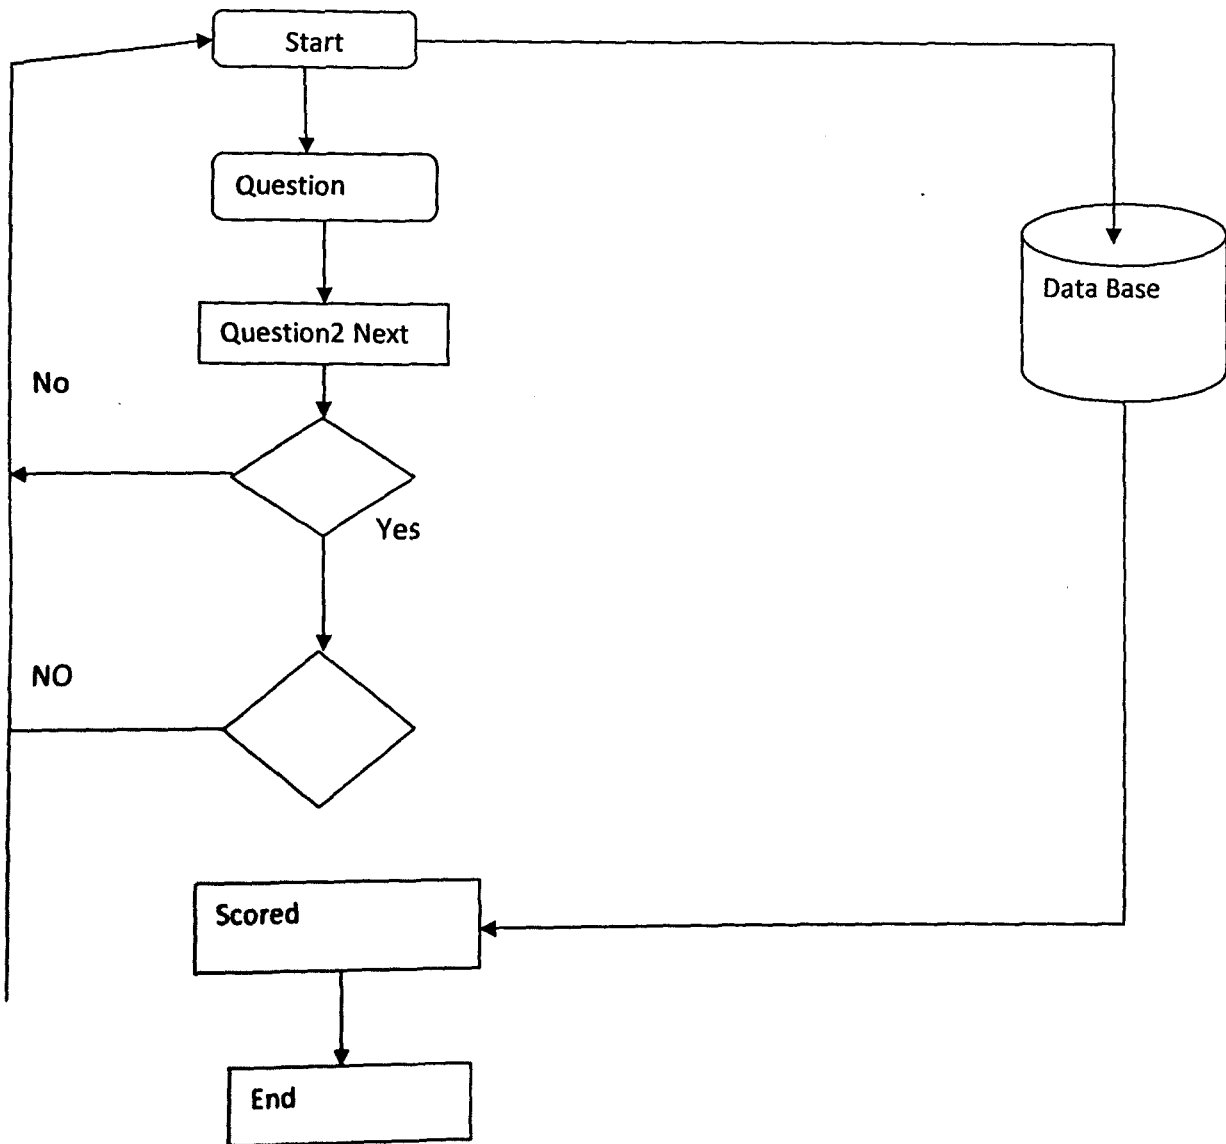 Start
Question
Data Base
Question2 Next
No
Yes
NO
Scored
End